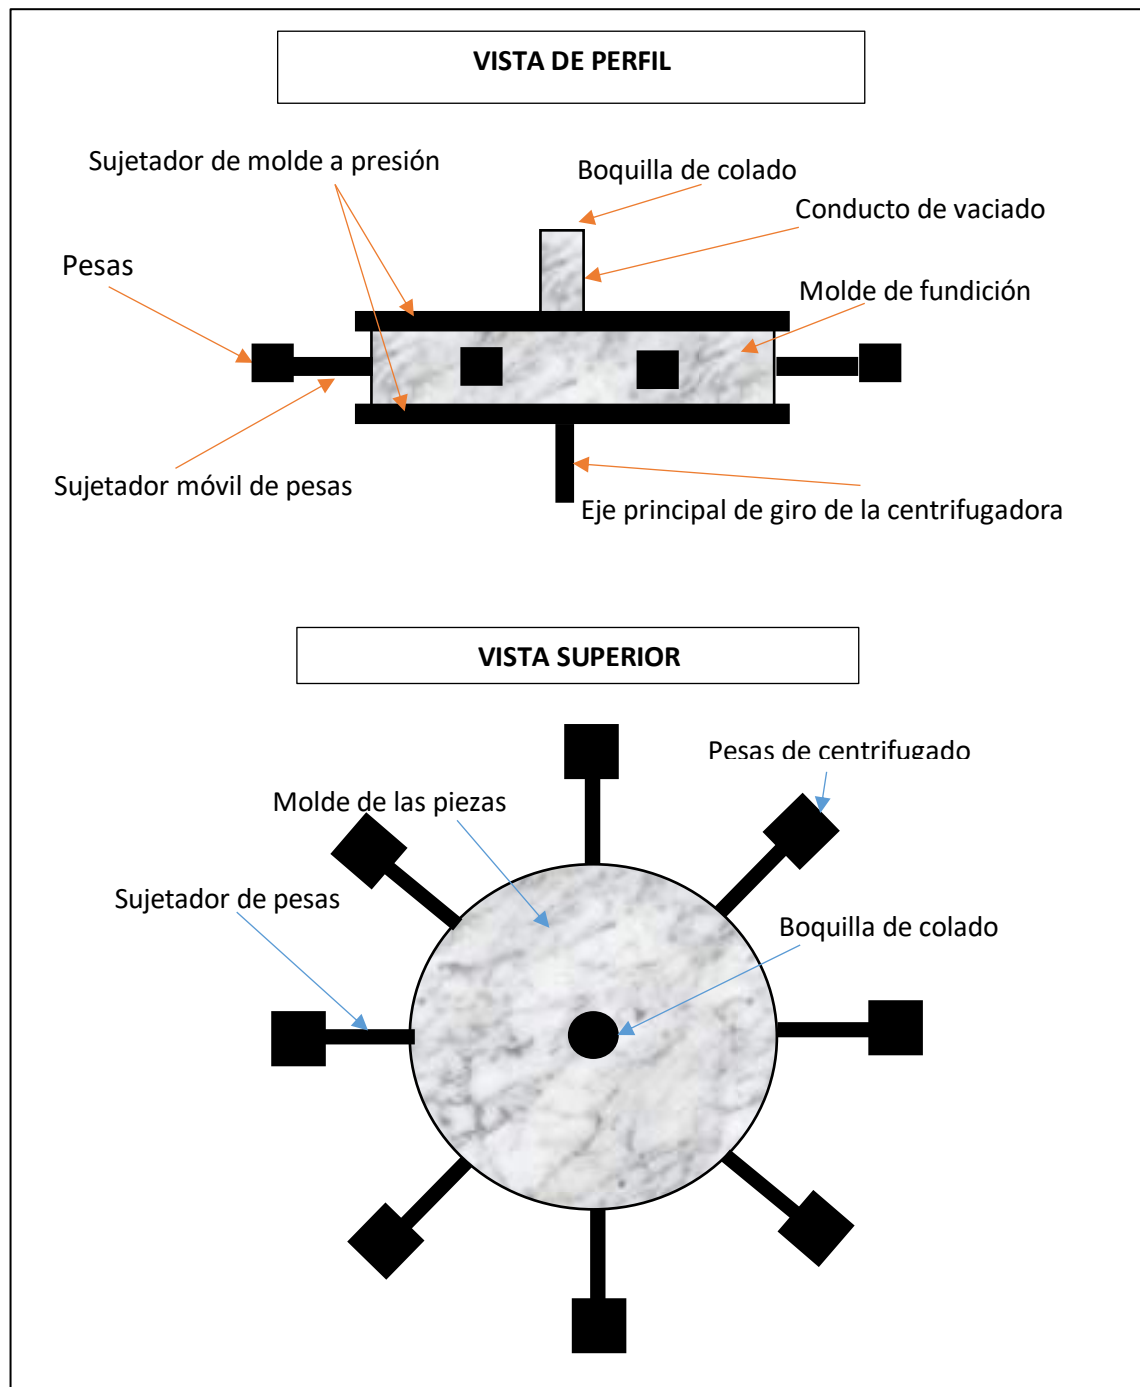 VISTA DE PERFIL
Sujetador de molde a presión
Boquilla de colado
Conducto de vaciado
Pesas
Molde de fundición
Sujetador móvil de pesas
Eje principal de giro de la centrifugadora
VISTA SUPERIOR
Pesas de centrifugado
Molde de las piezas
Sujetador de pesas
Boquilla de colado